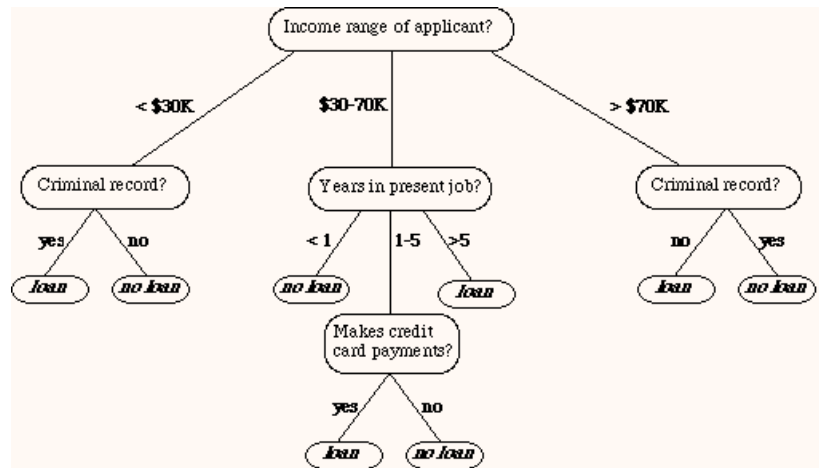 Income range of applicant?
< $30K
$30-70K
> $70K
Criminal record?
Years in present job?
Criminal record?
yes
no
< 1
1-5
>5
no
yes
loan
no loan
no loan
loan
loan
no loan
Makes credit
card payments?
yes
no
loan
no loan